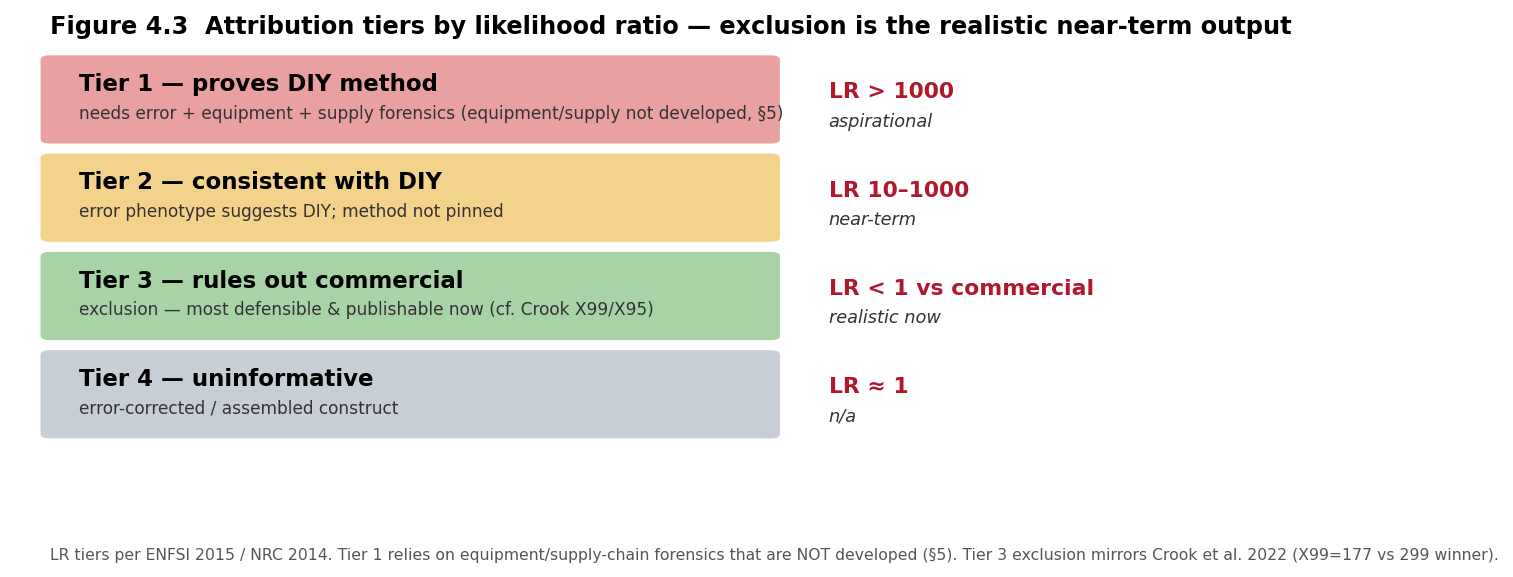 Figure 4.3  Attribution tiers by likelihood ratio — exclusion is the realistic near-term output
Tier 1 — proves DIY method
needs error + equipment + supply forensics (equipment/supply not developed, §5)
LR > 1000
aspirational
Tier 2 — consistent with DIY
error phenotype suggests DIY; method not pinned
LR 10–1000
near-term
Tier 3 — rules out commercial
exclusion — most defensible & publishable now (cf. Crook X99/X95)
LR < 1 vs commercial
realistic now
Tier 4 — uninformative
error-corrected / assembled construct
LR ≈ 1
n/a
LR tiers per ENFSI 2015 / NRC 2014. Tier 1 relies on equipment/supply-chain forensics that are NOT developed (§5). Tier 3 exclusion mirrors Crook et al. 2022 (X99=177 vs 299 winner).